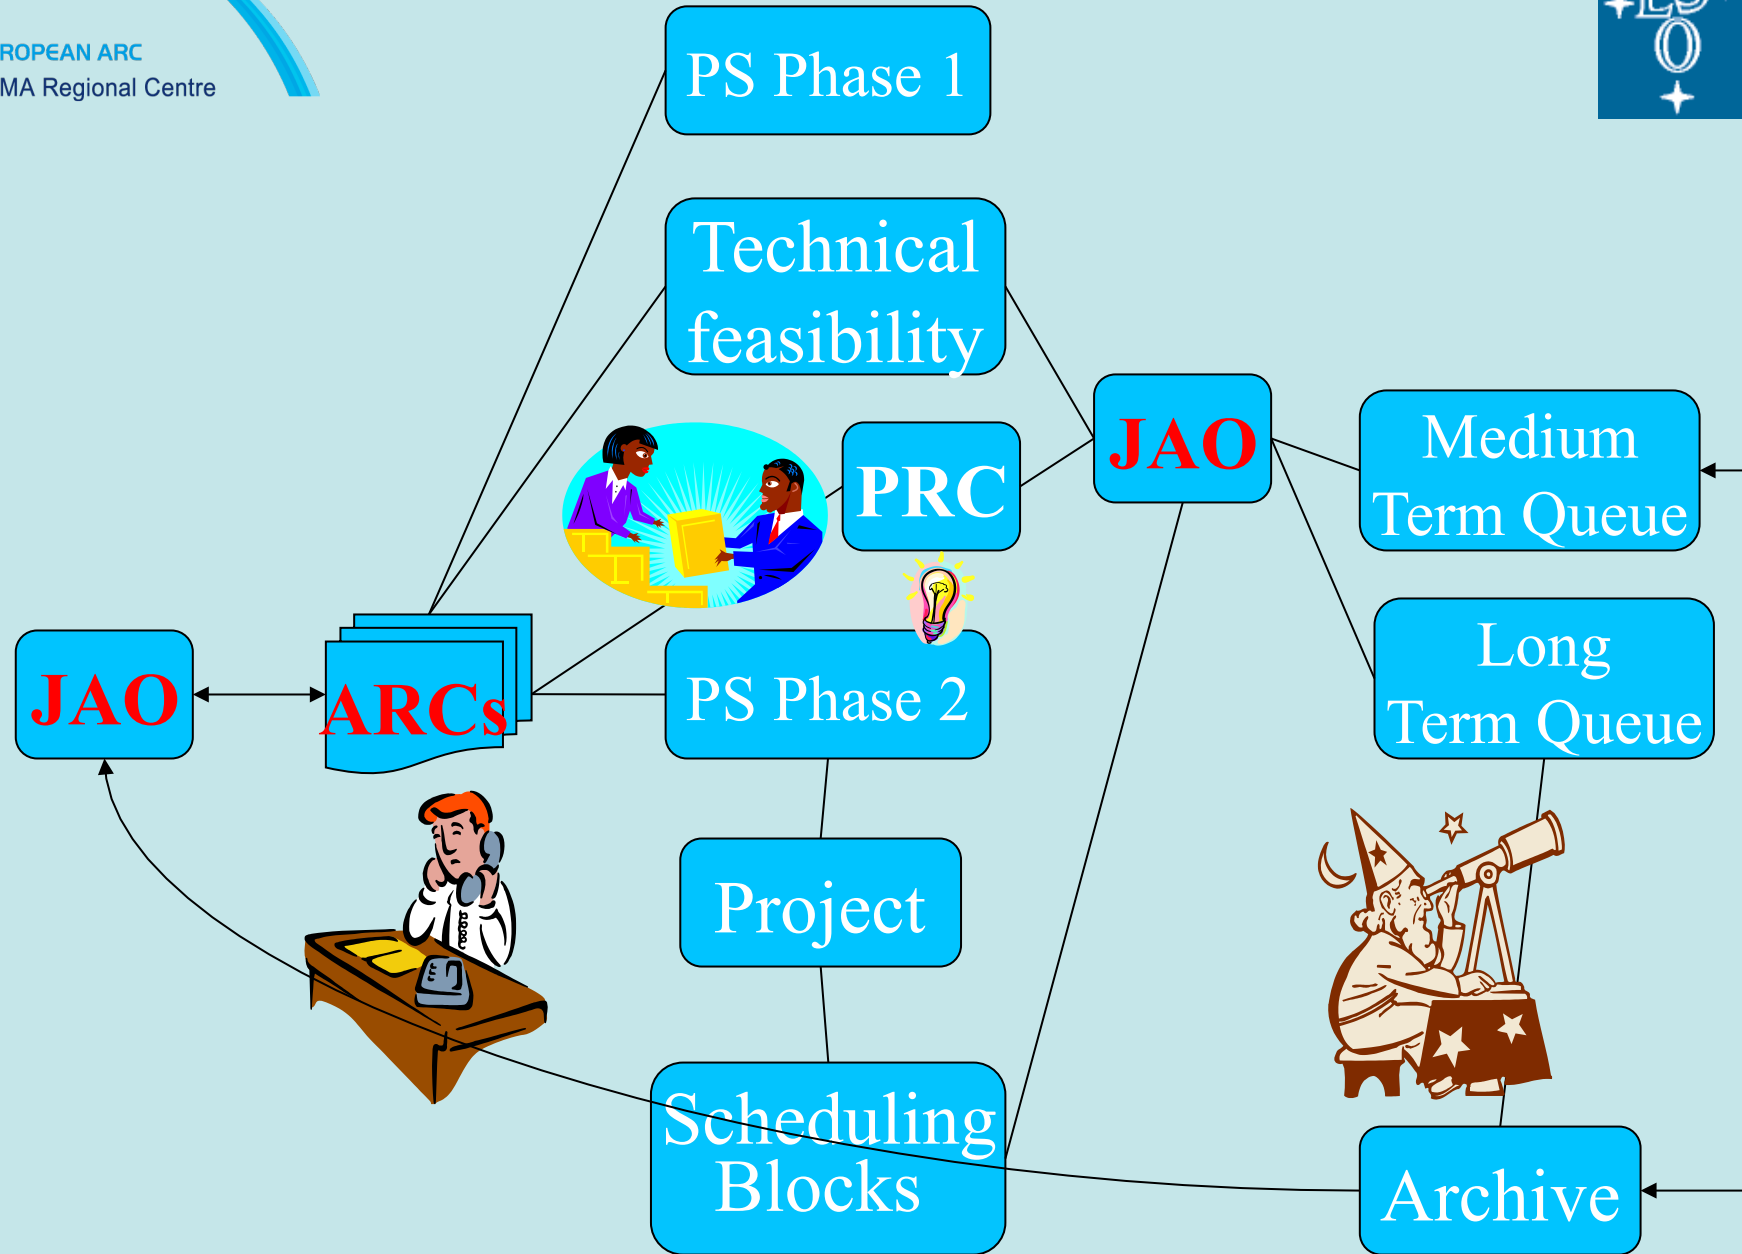 ROPEAN ARC
MA Regional Centre
ES
O
PS Phase 1
Technical
feasibility
PRC
JAO
Medium
Term Queue
Long
Term Queue
JAO
ARCs
PS Phase 2
Project
Scheduling
Blocks
Archive